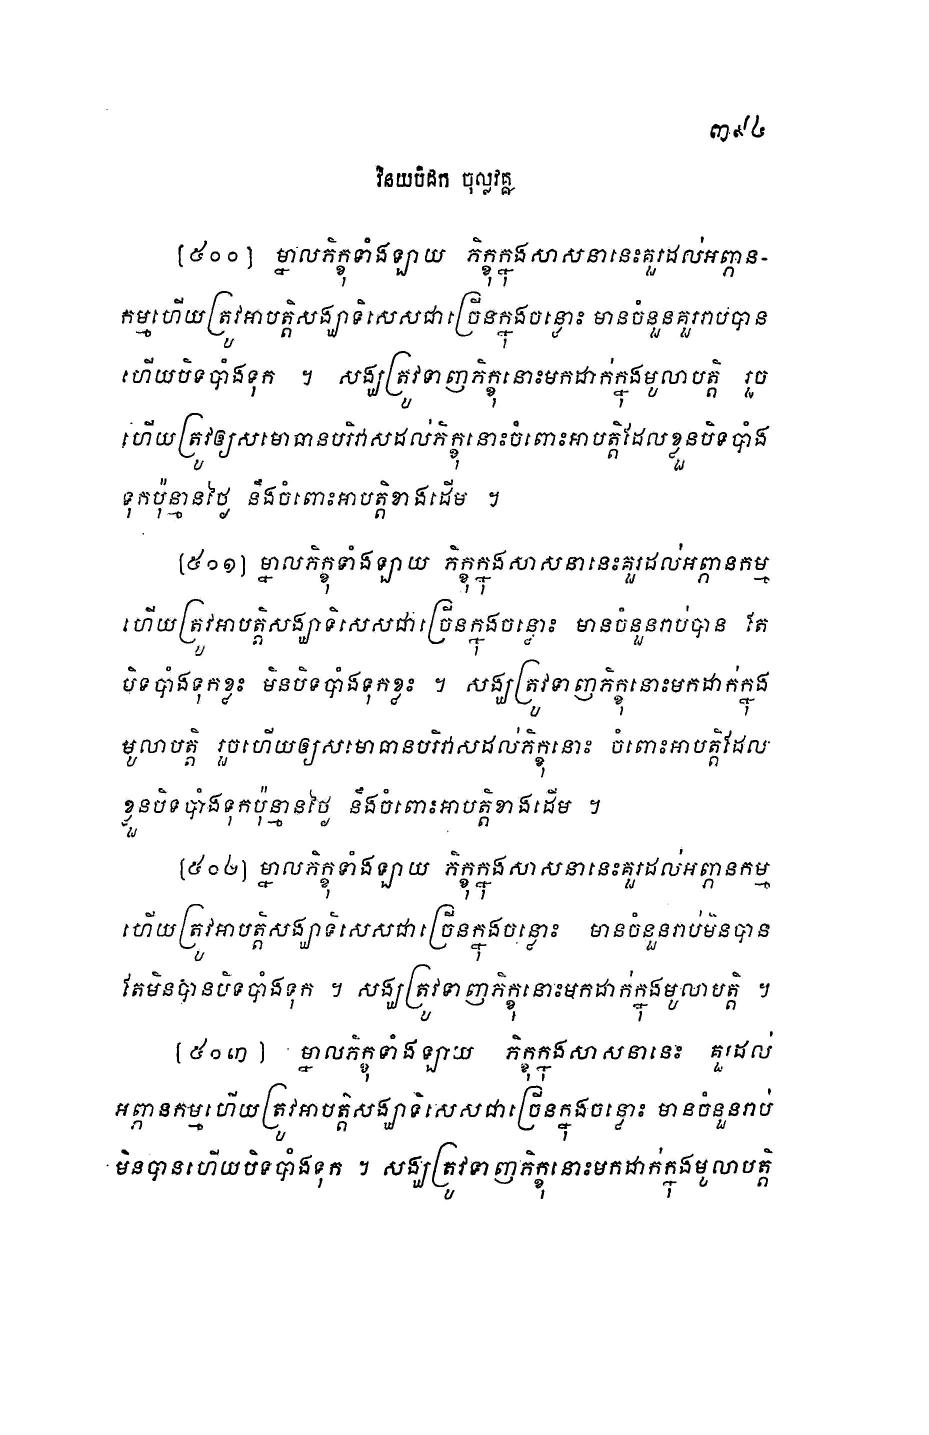 ៣៩៤
វិនយបិដក ចុល្លវគ្គ
[៥០០] ម្នាលភិក្ខុទាំងឡាយ ភិក្ខុក្នុងសាសនានេះគួរដល់អព្ភាន-
កម្មហើយត្រូវអាបត្តិសង្ឃាទិសេសជាច្រើនក្នុងចន្លោះ មានចំនួនគួររាប់បាន
ហើយបិទបាំងទុក ។ សង្ឃត្រូវទាញភិក្ខុនោះមកដាក់ក្នុងមូលាបត្តិ រួច
ហើយត្រូវឲ្យសមោធានបរិវាសដល់ភិក្ខុនោះចំពោះអាបត្តិដែលខ្លួនបិទបាំង
ទុកប៉ុន្មានថ្ងៃ នឹងចំពោះអាបត្តិខាងដើម ។
[៥០១] ម្នាលភិក្ខុទាំងឡាយ ភិក្ខុក្នុងសាសនានេះគួរដល់អព្ភានកម្ម
ហើយត្រូវអាបត្តិសង្ឃាទិសេសជាច្រើនក្នុងចន្លោះ មានចំនួនរាប់បាន តែ
បិទបាំងទុកខ្លះ មិនបិទបាំងទុកខ្លះ ។ សង្ឃត្រូវទាញភិក្ខុនោះមកដាក់ក្នុង
មូលាបត្តិ រួចហើយឲ្យសមោធានបរិវាសដល់ភិក្ខុនោះ ចំពោះអាបត្តិដែល
ខ្លួនបិទបាំងទុកប៉ុន្មានថ្ងៃ នឹងចំពោះអាបត្តិខាងដើម ។
[៥០២] ម្នាលភិក្ខុទាំងឡាយ ភិក្ខុក្នុងសាសនានេះគួរដល់អព្ភានកម្ម
ហើយត្រូវអាបត្តិសង្ឃាទិសេសជាច្រើនក្នុងចន្លោះ មានចំនួនរាប់មិនបាន
តែមិនបានបិទបាំងទុក ។ សង្ឃត្រូវទាញភិក្ខុនោះមកដាក់ក្នុងមូលាបត្តិ ។
[៥០៣] ម្នាលភិក្ខុទាំងឡាយ ភិក្ខុក្នុងសាសនានេះ គួរដល់
អព្ភានកម្មហើយត្រូវអាបត្តិសង្ឃាទិសេសជាច្រើនក្នុងចន្លោះ មានចំនួនរាប់
មិនបានហើយបិទបាំងទុក ។ សង្ឃត្រូវទាញភិក្ខុនោះមកដាក់ក្នុងមូលាបត្តិ